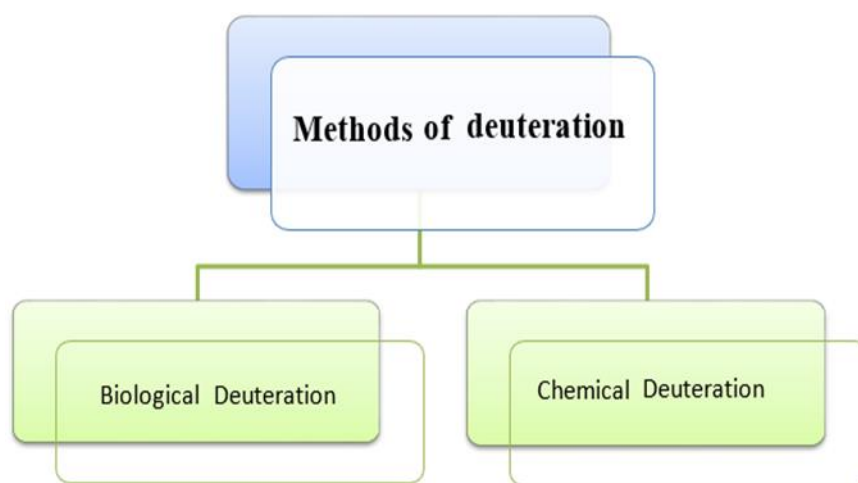 Methods of deuteration
Biological Deuteration
Chemical Deuteration